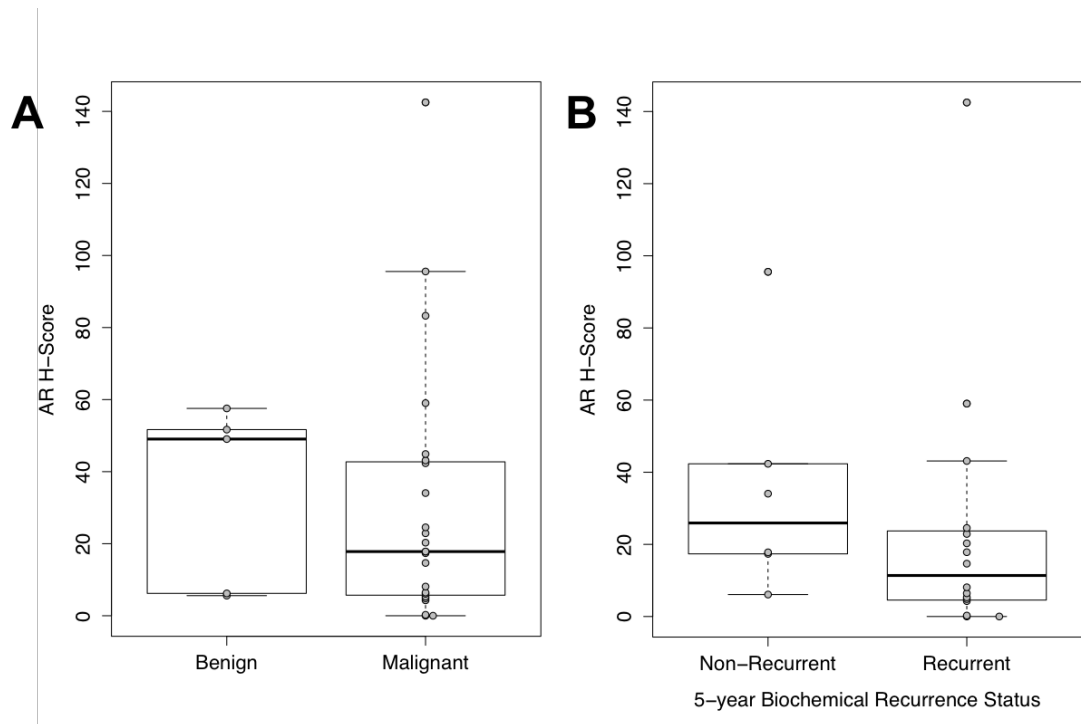 A
AR H−Score
140
120
100
80
60
40
20
0
Benign Malignant
B
AR H−Score
140
120
100
80
60
40
20
0
Non−Recurrent Recurrent
5−year Biochemical Recurrence Status